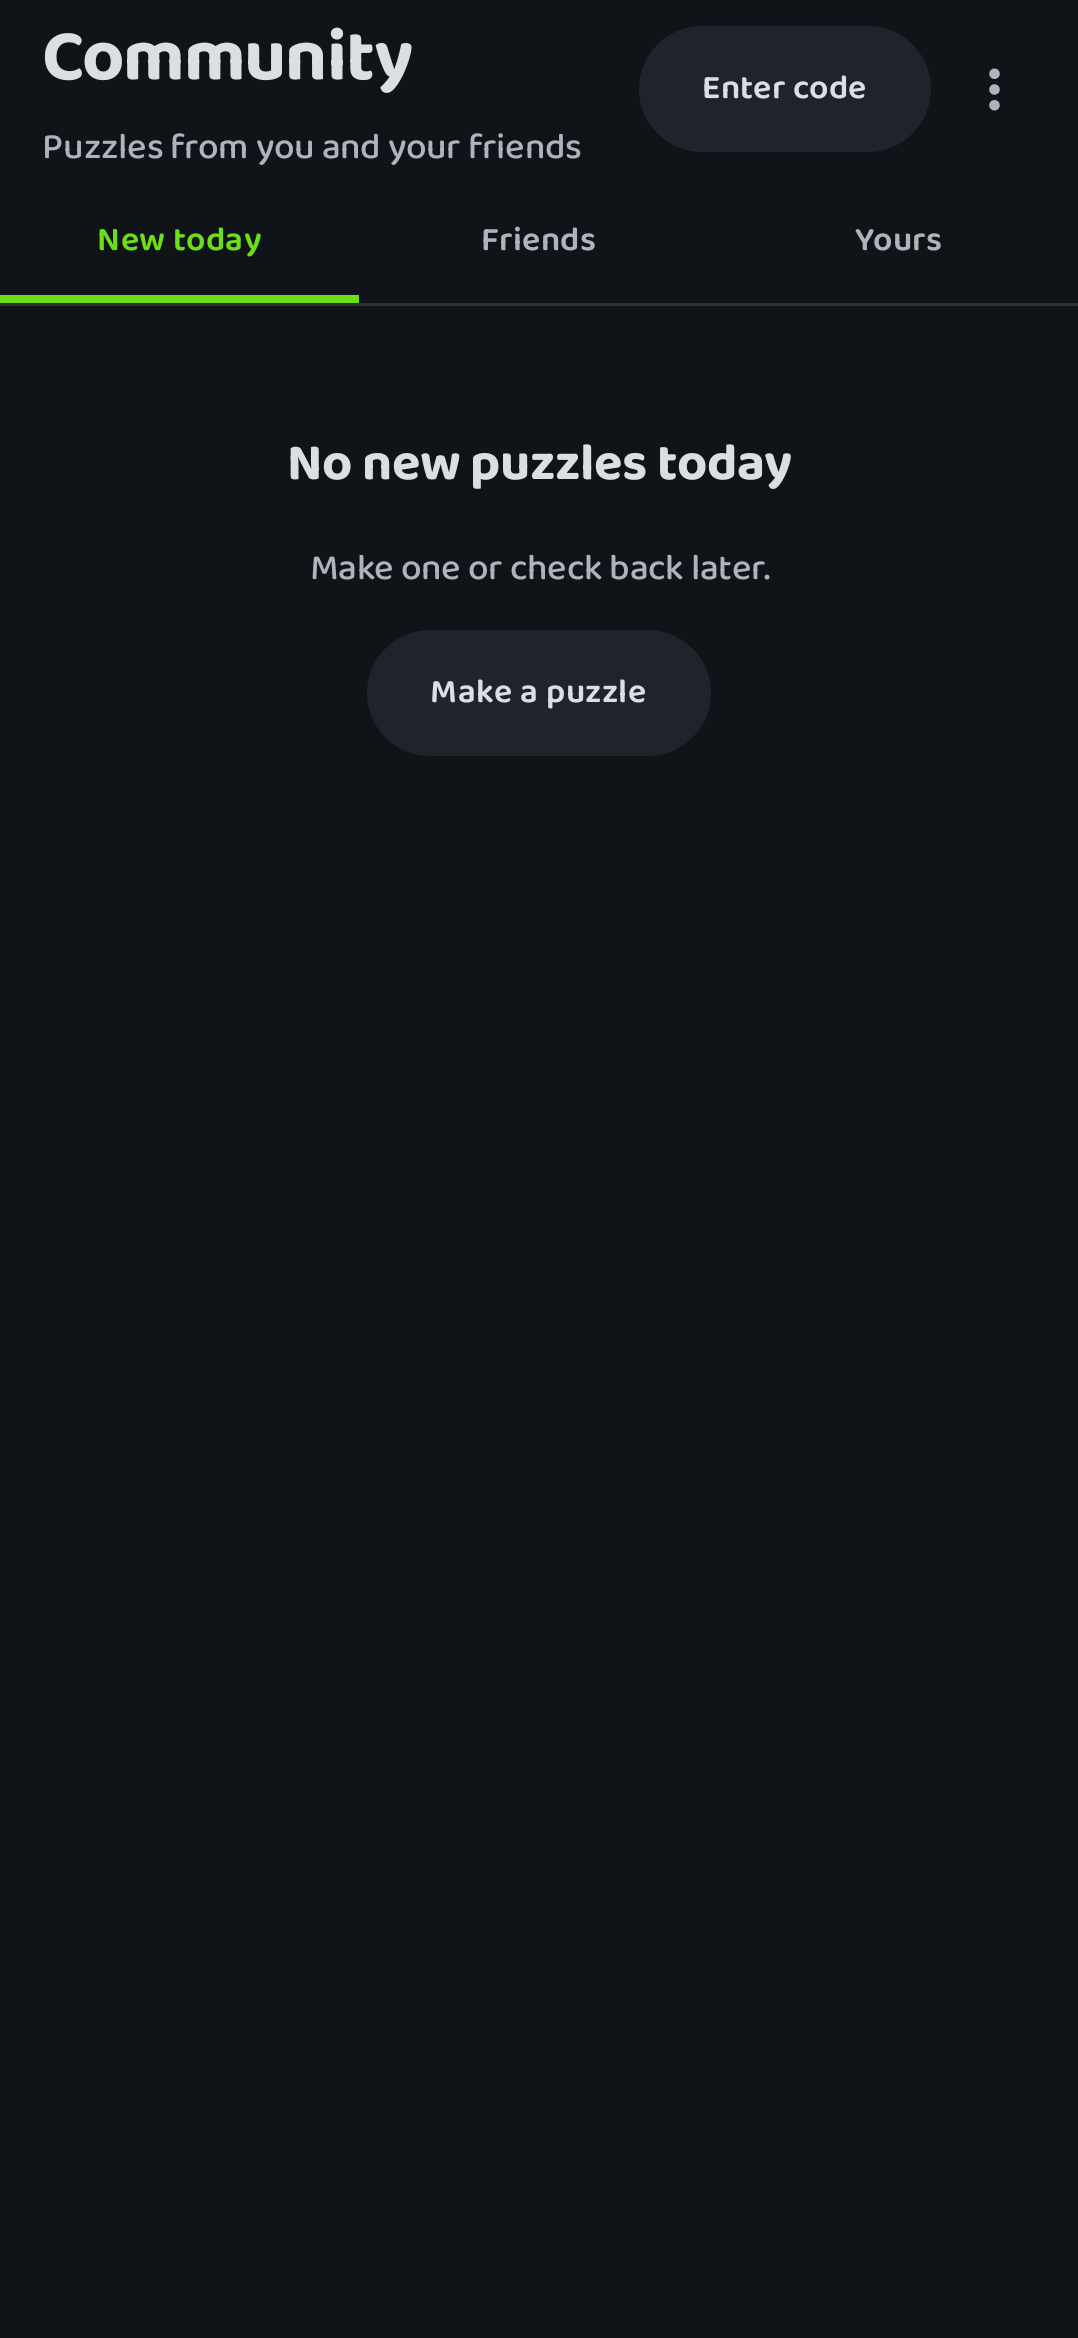 Community
Enter code
Puzzles from you and your friends
New today
Friends
Yours
No new puzzles today
Make one or check back later.
Make a puzzle